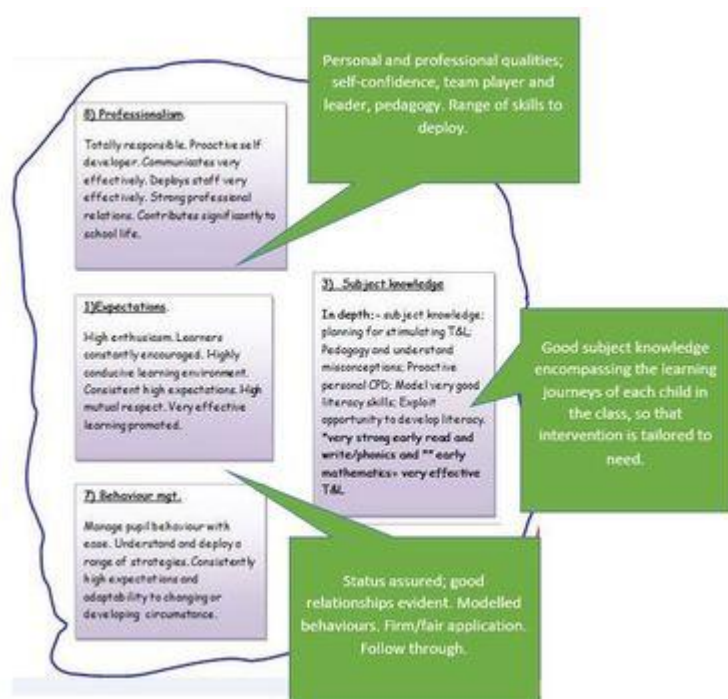 Personal and professional qualities;
self-confidence, team player and
leader, pedagogy. Range of skills to
deploy.
8) Professionalism.
Totally responsible. Proactive self
developer. Communicates very
effectively. Deploys staff very
effectively. Strong professional
relations. Contributes significantly to
school life.
1)Expectations.
High enthusiasm. Learners
constantly encouraged. Highly
conducive learning environment.
Consistent high expectations. High
mutual respect. Very effective
learning promoted.
3) Subject knowledge
In depth:- subject knowledge;
planning for stimulating T&L;
Pedagogy and understand
misconceptions; Proactive
personal CPD; Model very good
literacy skills; Exploit
opportunity to develop literacy.
*very strong early read and
write/phonics and ** early
mathematics= very effective
T&L
Good subject knowledge
encompassing the learning
journeys of each child in
the class, so that
intervention is tailored to
need.
7) Behaviour mgt.
Manage pupil behaviour with
ease. Understand and deploy a
range of strategies. Consistently
high expectations and
adaptability to changing or
developing circumstance.
Status assured; good
relationships evident. Modelled
behaviours. Firm/fair application.
Follow through.